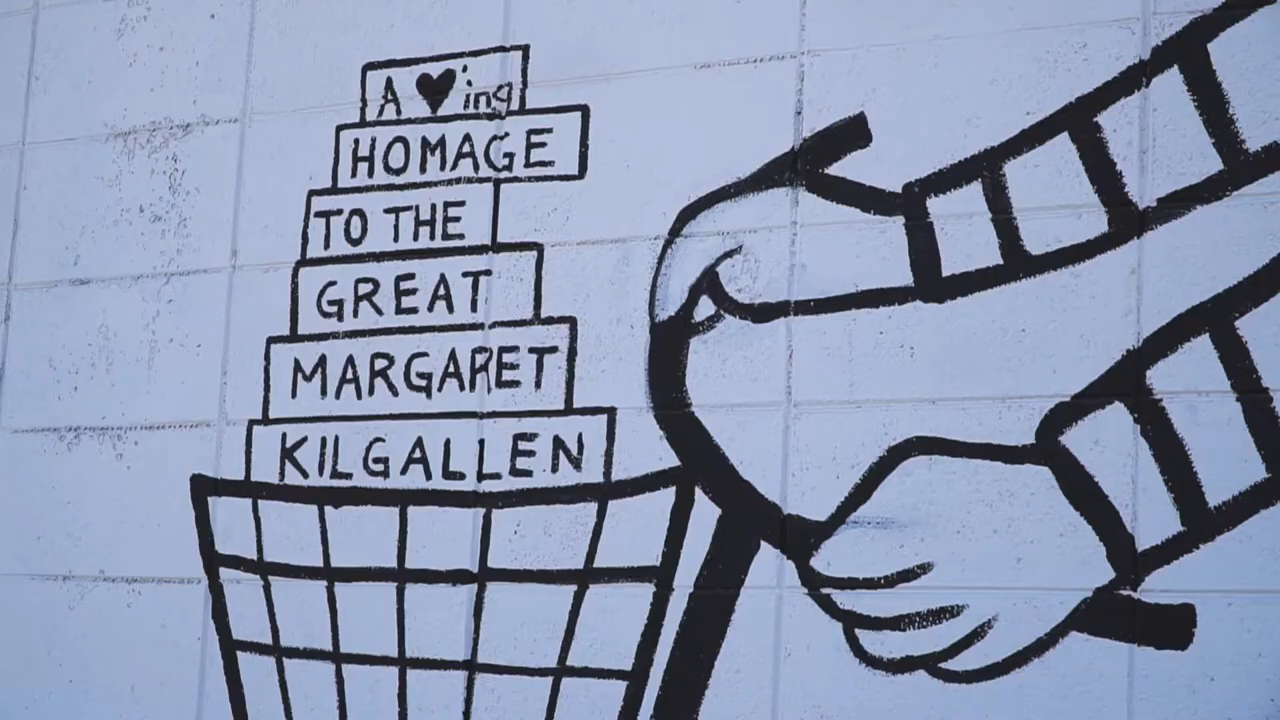 A ♥'ing
HOMAGE
TO THE
GREAT
MARGARET
KILGALLEN